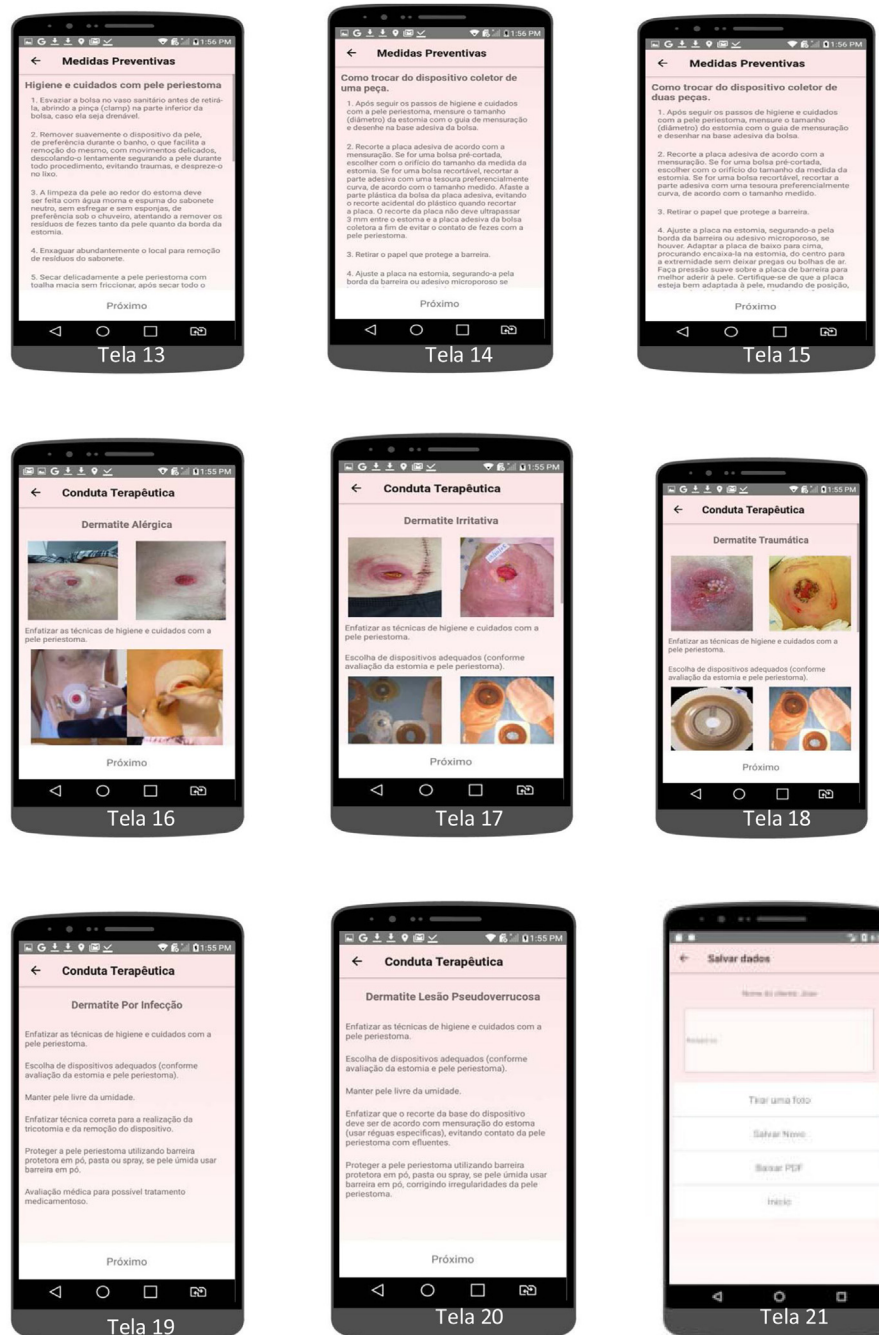 1:56 PM
Medidas Preventivas
Higiene e cuidados com pele periestoma
1. Esvaziar a bolsa no vaso sanitário antes de retirá-
la, abrindo a pinça (clamp) na parte inferior da
bolsa, caso ela seja drenável.
2. Remover suavemente o dispositivo da pele,
de preferência durante o banho, o que facilita a
remoção do mesmo, com movimentos delicados,
descolando-o lentamente segurando a pele durante
todo procedimento, evitando traumas, e despreze-o
no lixo.
3. A limpeza da pele ao redor do estoma deve
ser feita com água morna e espuma do sabonete
neutro, sem esfregar e sem esponjas, de
preferência sob o chuveiro, atentando a remover os
resíduos de fezes tanto da pele quanto da borda da
estomia.
4. Enxaguar abundantemente o local para remoção
de resíduos do sabonete.
5. Secar delicadamente a pele periestoma com
toalha macia sem friccionar, após secar todo o
Próximo
Tela 13
1:56 PM
Medidas Preventivas
Como trocar do dispositivo coletor de
uma peça.
1. Após seguir os passos de higiene e cuidados
com a pele periestoma, mensure o tamanho
(diâmetro) da estomia com o guia de mensuração
e desenhe na base adesiva da bolsa.
2. Recorte a placa adesiva de acordo com a
mensuração. Se for uma bolsa pré-cortada,
escolher com o orifício do tamanho da medida da
estomia. Se for uma bolsa recortável, recortar a
parte adesiva com uma tesoura preferencialmente
curva, de acordo com o tamanho medido. Afaste a
parte plástica da bolsa da placa adesiva, evitando
o recorte acidental do plástico quando recortar
a placa. O recorte da placa não deve ultrapassar
3 mm entre o estoma e a placa adesiva da bolsa
coletora a fim de evitar o contato de fezes com a
pele periestoma.
3. Retirar o papel que protege a barreira.
4. Ajuste a placa na estomia, segurando-a pela
borda da barreira ou adesivo microporoso se
Próximo
Tela 14
1:56 PM
Medidas Preventivas
Como trocar do dispositivo coletor de
duas peças.
1. Após seguir os passos de higiene e cuidados
com a pele periestoma, mensure o tamanho
(diâmetro) do estomia com o guia de mensuração
e desenhar na base adesiva da bolsa.
2. Recorte a placa adesiva de acordo com a
mensuração. Se for uma bolsa pré-cortada,
escolher com o orifício do tamanho da medida da
estomia. Se for uma bolsa recortável, recortar a
parte adesiva com uma tesoura preferencialmente
curva, de acordo com o tamanho medido.
3. Retirar o papel que protege a barreira.
4. Ajuste a placa na estomia, segurando-a pela
borda da barreira ou adesivo microporoso, se
houver. Adaptar a placa de baixo para cima,
procurando encaixa-la na estomia, do centro para
a extremidade sem deixar pregas ou bolhas de ar.
Faça pressão suave sobre a placa de barreira para
melhor aderir à pele. Certifique-se de que a placa
esteja bem adaptada à pele, mudando de posição,
Próximo
Tela 15
1:55 PM
Conduta Terapêutica
Dermatite Alérgica
Enfatizar as técnicas de higiene e cuidados com a
pele periestoma.
Próximo
Tela 16
1:55 PM
Conduta Terapêutica
Dermatite Irritativa
Enfatizar as técnicas de higiene e cuidados com a
pele periestoma.
Escolha de dispositivos adequados (conforme
avaliação da estomia e pele periestoma).
Próximo
Tela 17
1:55 PM
Conduta Terapêutica
Dermatite Traumática
Enfatizar as técnicas de higiene e cuidados com a
pele periestoma.
Escolha de dispositivos adequados (conforme
avaliação da estomia e pele periestoma).
Próximo
Tela 18
1:55 PM
Conduta Terapêutica
Dermatite Por Infecção
Enfatizar as técnicas de higiene e cuidados com a
pele periestoma.
Escolha de dispositivos adequados (conforme
avaliação da estomia e pele periestoma).
Manter pele livre da umidade.
Enfatizar técnica correta para a realização da
tricotomia e da remoção do dispositivo.
Proteger a pele periestoma utilizando barreira
protetora em pó, pasta ou spray, se pele úmida usar
barreira em pó.
Avaliação médica para possível tratamento
medicamentoso.
Próximo
Tela 19
1:55 PM
Conduta Terapêutica
Dermatite Lesão Pseudoverrucosa
Enfatizar as técnicas de higiene e cuidados com a
pele periestoma.
Escolha de dispositivos adequados (conforme
avaliação da estomia e pele periestoma).
Manter pele livre da umidade.
Enfatizar que o recorte da base do dispositivo
deve ser de acordo com mensuração do estoma
(usar réguas específicas), evitando contato da pele
periestoma com efluentes.
Proteger a pele periestoma utilizando barreira
protetora em pó, pasta ou spray, se pele úmida usar
barreira em pó, corrigindo irregularidades da pele
periestoma.
Próximo
Tela 20
Salvar dados
Nome do cliente:
Tirar uma foto
Salvar Novo
Baixar PDF
Início
Tela 21